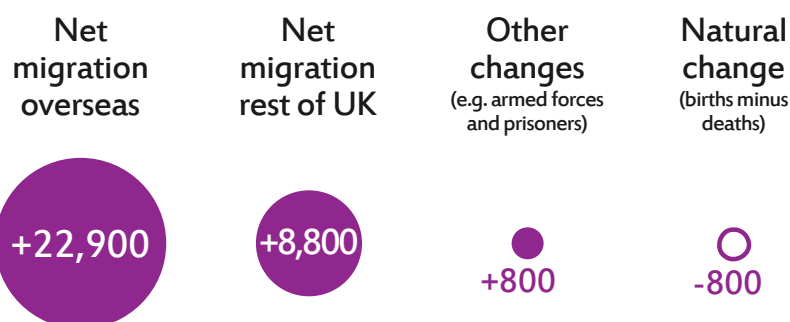 Net
migration
overseas
Net
migration
rest of UK
Other
changes
(e.g. armed forces
and prisoners)
Natural
change
(births minus
deaths)
+22,900
+8,800
+800
-800